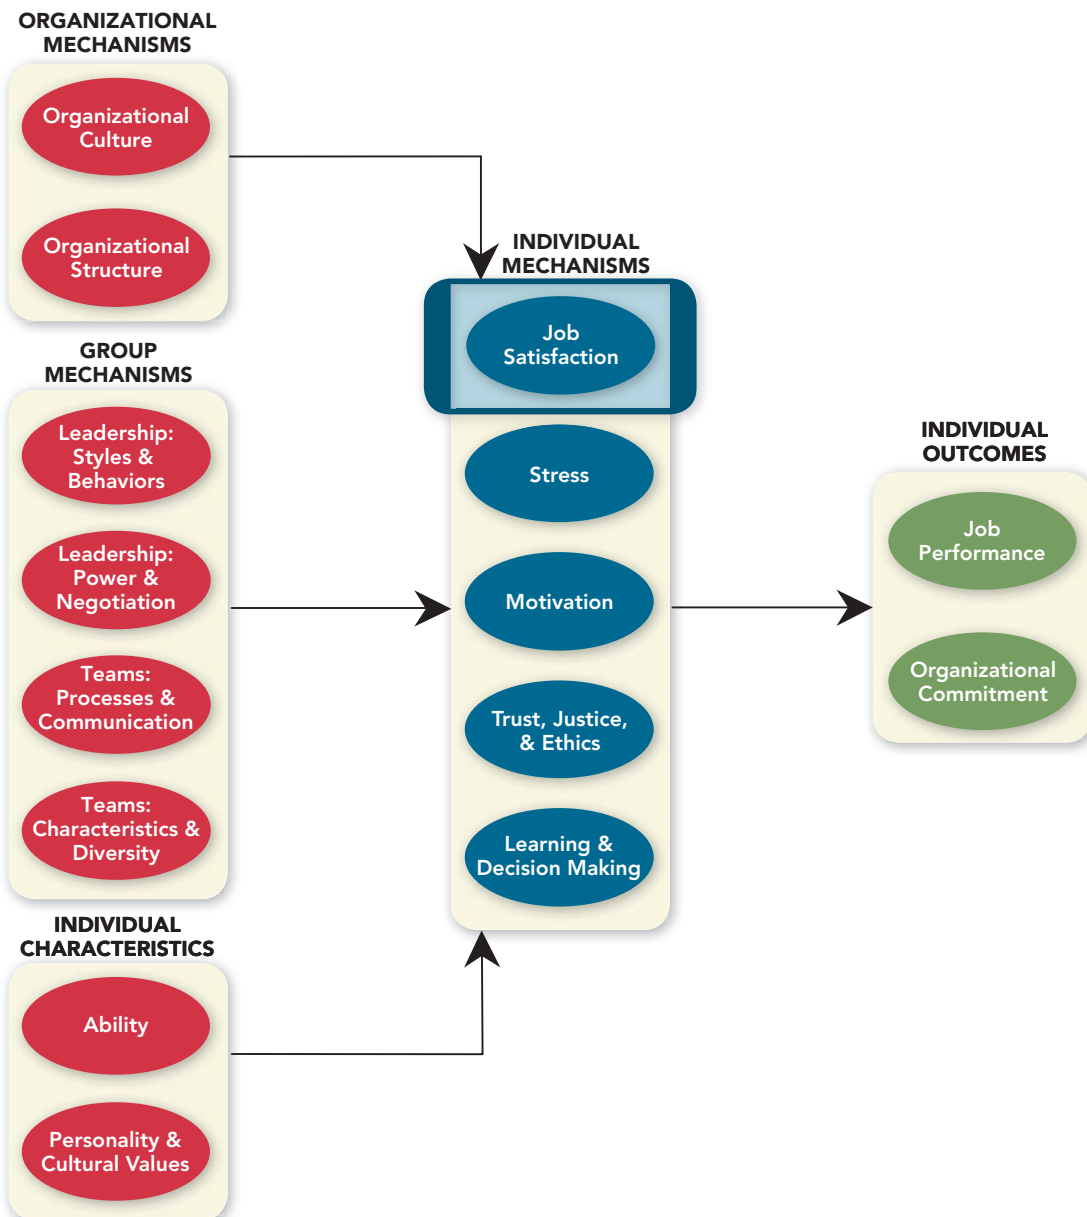 ORGANIZATIONAL
MECHANISMS
Organizational
Culture
Organizational
Structure
GROUP
MECHANISMS
Leadership:
Styles &
Behaviors
Leadership:
Power &
Negotiation
Teams:
Processes &
Communication
Teams:
Characteristics &
Diversity
INDIVIDUAL
CHARACTERISTICS
Ability
Personality &
Cultural Values
INDIVIDUAL
MECHANISMS
Job
Satisfaction
Stress
Motivation
Trust, Justice,
& Ethics
Learning &
Decision Making
INDIVIDUAL
OUTCOMES
Job
Performance
Organizational
Commitment